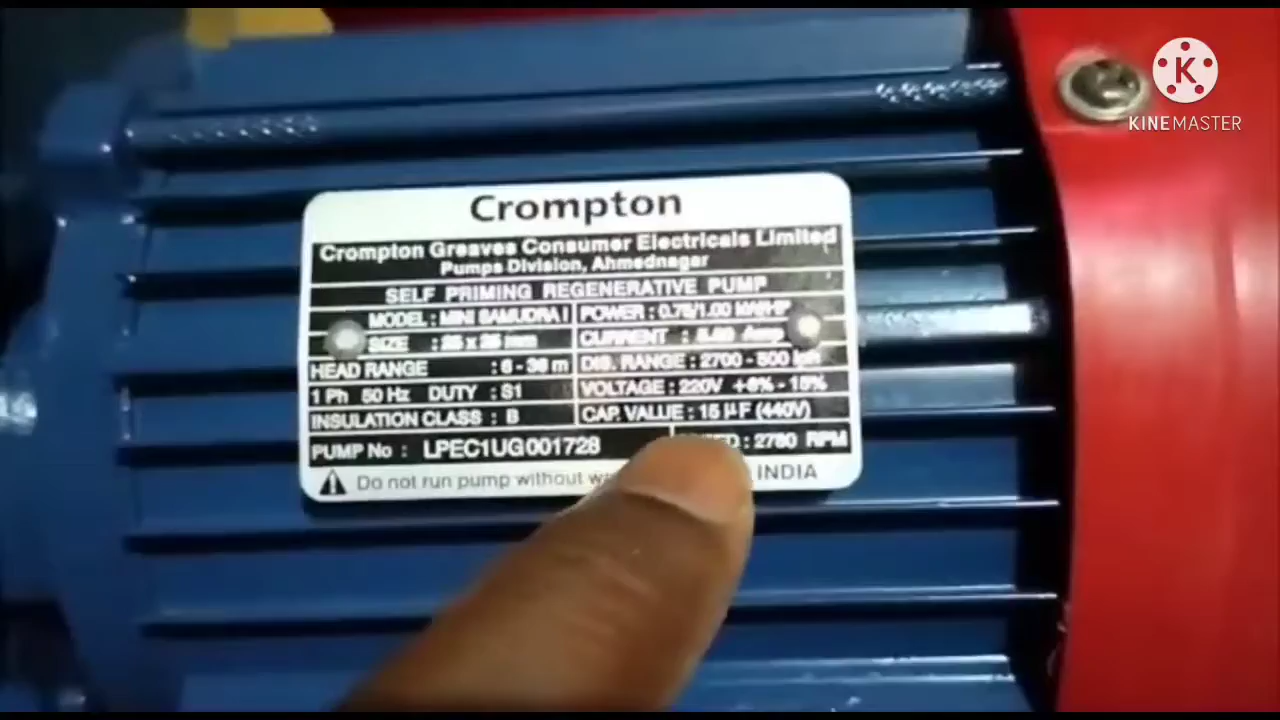 K
KINEMASTER
Crompton
Crompton Greaves Consumer Electricals Limited
Pumps Division, Ahmednagar
SELF PRIMING REGENERATIVE PUMP
MODEL : MINI SAMUDRA I POWER : 0.75/1.00 kW/HP
SIZE : 25 x 25 mm CURRENT : Amp
HEAD RANGE : 6 - 36 m DIS. RANGE : 2700 - 500 lph
1 Ph 50 Hz DUTY : S1 VOLTAGE : 220V +6% - 15%
INSULATION CLASS : B CAP. VALUE : 15 µF (440V)
PUMP No : LPEC1UG001728 : 2780 RPM
Do not run pump without INDIA